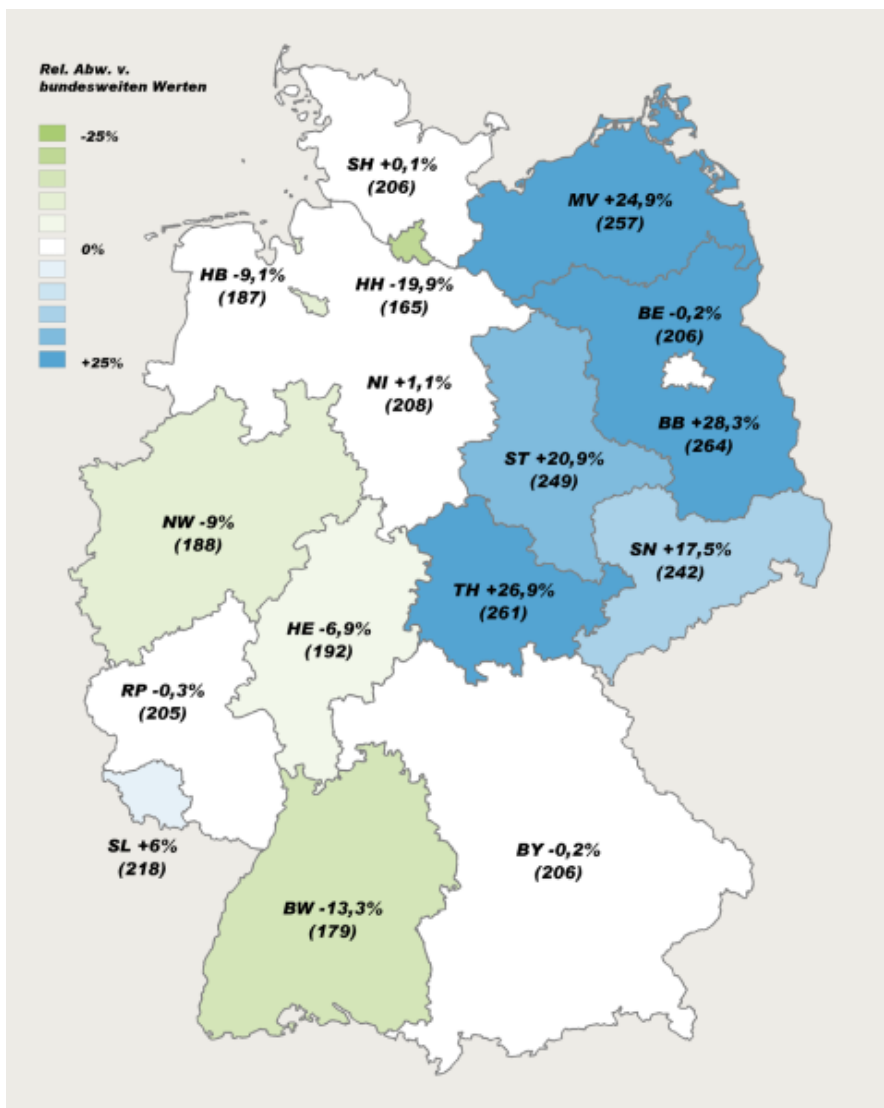 Rel. Abw. v.
bundesweiten Werten
-25%
0%
+25%
SH +0,1%
(206)
MV +24,9%
(257)
HB -9,1%
(187)
HH -19,9%
(165)
BE -0,2%
(206)
NI +1,1%
(208)
BB +28,3%
(264)
ST +20,9%
(249)
NW -9%
(188)
SN +17,5%
(242)
TH +26,9%
(261)
HE -6,9%
(192)
RP -0,3%
(205)
SL +6%
(218)
BY -0,2%
(206)
BW -13,3%
(179)